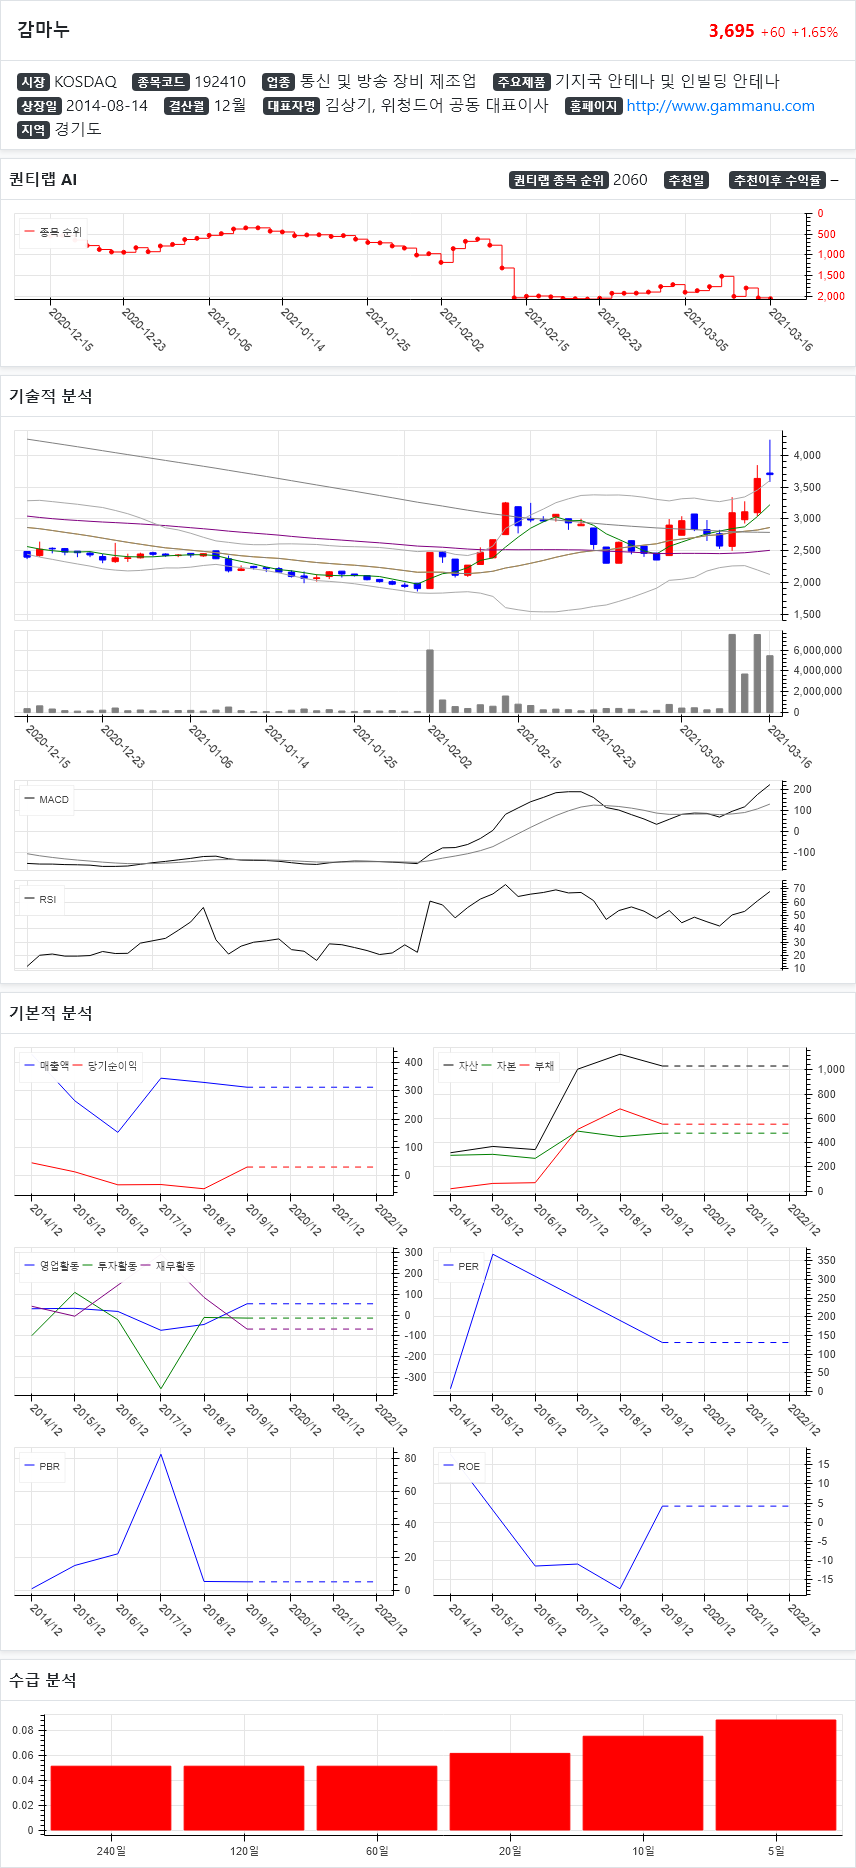 감마누
3,695 +60 +1.65%
시장 KOSDAQ 종목코드 192410 업종 통신 및 방송 장비 제조업 주요제품 기지국 안테나 및 인빌딩 안테나
상장일 2014-08-14 결산월 12월 대표자명 김상기, 위청드어 공동 대표이사 홈페이지 http://www.gammanu.com
지역 경기도
퀀티랩 AI
퀀티랩 종목 순위 2060 추천일 추천이후 수익률 –
종목 순위
0
500
1,000
1,500
2,000
2020-12-15 2020-12-23 2021-01-06 2021-01-14 2021-01-25 2021-02-02 2021-02-15 2021-02-23 2021-03-05 2021-03-16
기술적 분석
4,000
3,500
3,000
2,500
2,000
1,500
6,000,000
4,000,000
2,000,000
0
2020-12-15 2020-12-23 2021-01-06 2021-01-14 2021-01-25 2021-02-02 2021-02-15 2021-02-23 2021-03-05 2021-03-16
MACD
200
100
0
-100
RSI
70
60
50
40
30
20
10
기본적 분석
매출액 당기순이익
400
300
200
100
0
2014/12 2015/12 2016/12 2017/12 2018/12 2019/12 2020/12 2021/12 2022/12
자산 자본 부채
1,000
800
600
400
200
0
2014/12 2015/12 2016/12 2017/12 2018/12 2019/12 2020/12 2021/12 2022/12
영업활동 투자활동 재무활동
300
200
100
0
-100
-200
-300
2014/12 2015/12 2016/12 2017/12 2018/12 2019/12 2020/12 2021/12 2022/12
PER
350
300
250
200
150
100
50
0
2014/12 2015/12 2016/12 2017/12 2018/12 2019/12 2020/12 2021/12 2022/12
PBR
80
60
40
20
0
2014/12 2015/12 2016/12 2017/12 2018/12 2019/12 2020/12 2021/12 2022/12
ROE
15
10
5
0
-5
-10
-15
2014/12 2015/12 2016/12 2017/12 2018/12 2019/12 2020/12 2021/12 2022/12
수급 분석
0.08
0.06
0.04
0.02
0
240일 120일 60일 20일 10일 5일